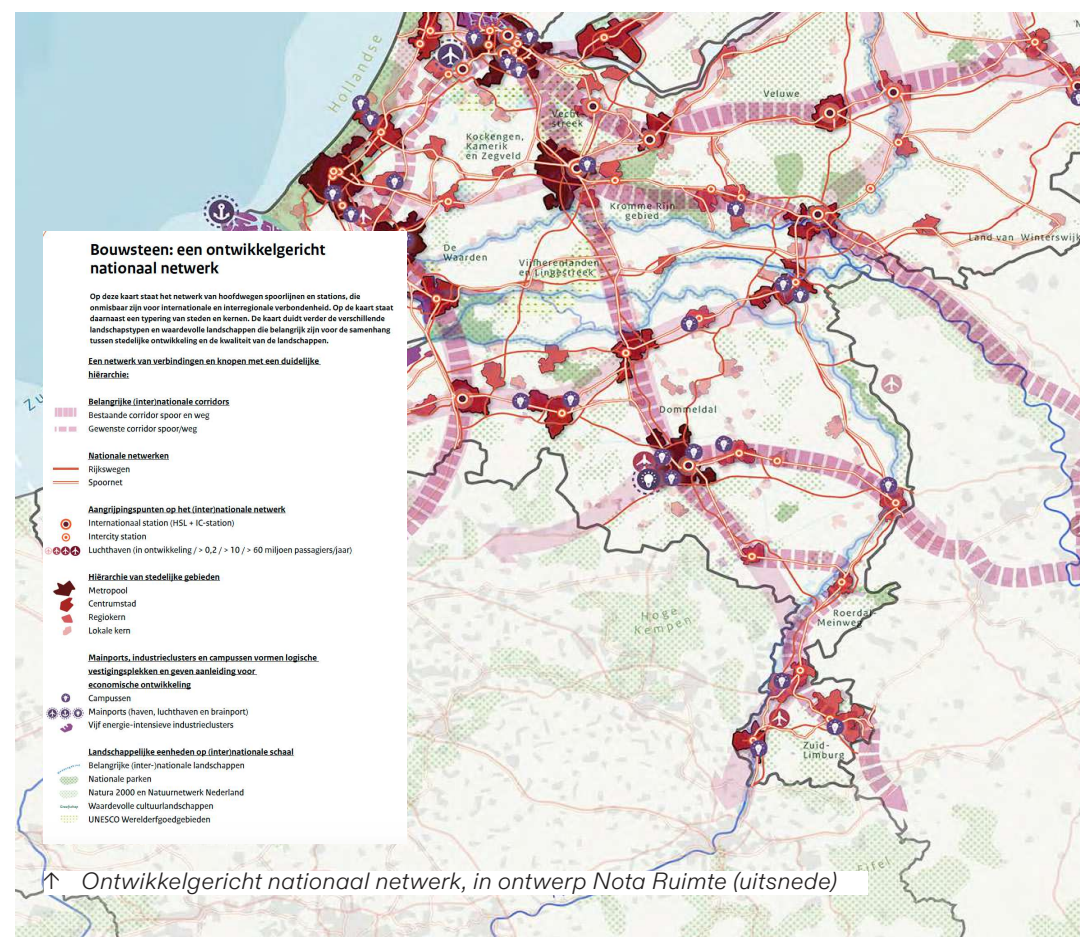 Hollandse
Veluwe
Vecht-
streek
Kockengen,
Kamerik
en Zegveld
Kromme Rijn
gebied
Land van Winterswijk
De
Waarden
Vijfherenlanden
en Lingestreek
Bouwsteen: een ontwikkelgericht
nationaal netwerk
Op deze kaart staat het netwerk van hoofdwegen spoorlijnen en stations, die
onmisbaar zijn voor internationale en interregionale verbondenheid. Op de kaart staat
daarnaast een typering van steden en kernen. De kaart duidt verder de verschillende
landschapstypen en waardevolle landschappen die belangrijk zijn voor de samenhang
tussen stedelijke ontwikkeling en de kwaliteit van de landschappen.
Een netwerk van verbindingen en knopen met een duidelijke
hiërarchie:
Belangrijke (inter)nationale corridors
Bestaande corridor spoor en weg
Gewenste corridor spoor/weg
Nationale netwerken
Rijkswegen
Spoornet
Aangrijpingspunten op het (inter)nationale netwerk
Internationaal station (HSL + IC-station)
Intercity station
Luchthaven (in ontwikkeling / > 0,2 / > 10 / > 60 miljoen passagiers/jaar)
Hiërarchie van stedelijke gebieden
Metropool
Centrumstad
Regiokern
Lokale kern
Mainports, industrieclusters en campussen vormen logische
vestigingsplekken en geven aanleiding voor
economische ontwikkeling
Campussen
Mainports (haven, luchthaven en brainport)
Vijf energie-intensieve industrieclusters
Landschappelijke eenheden op (inter)nationale schaal
Belangrijke (inter-)nationale landschappen
Nationale parken
Natura 2000 en Natuurnetwerk Nederland
Waardevolle cultuurlandschappen
UNESCO Werelderfgoedgebieden
Zu
Dommeldal
Hoge
Kempen
Roerdal-
Meinweg
Zuid-
Limburg
Eifel
↑ Ontwikkelgericht nationaal netwerk, in ontwerp Nota Ruimte (uitsnede)